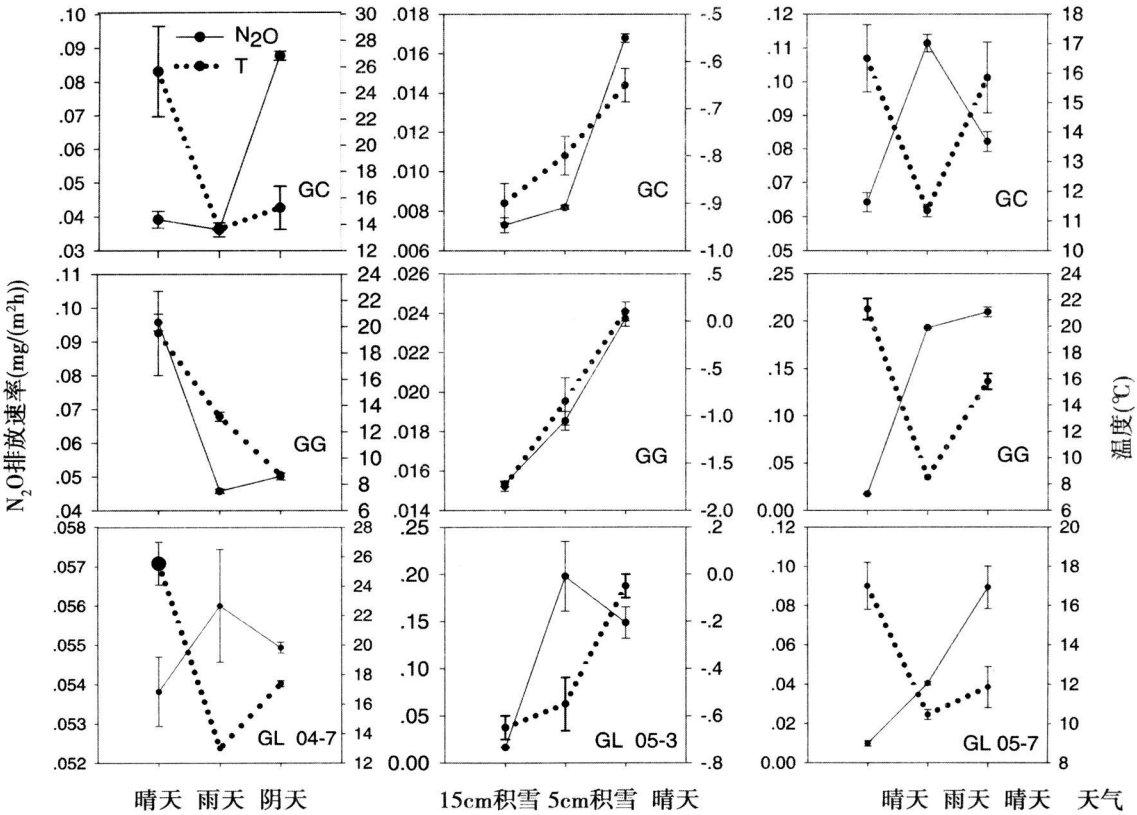 N₂O排放速率(mg/(m²h))
温度(℃)
N₂O
T
.10 .09 .08 .07 .06 .05 .04 .03
30 28 26 24 22 20 18 16 14 12
GC
.018 .016 .014 .012 .010 .008 .006
-.5 -.6 -.7 -.8 -.9 -1.0
GC
.12 .11 .10 .09 .08 .07 .06 .05
18 17 16 15 14 13 12 11 10
GC
.11 .10 .09 .08 .07 .06 .05 .04
24 22 20 18 16 14 12 10 8 6
GG
.026 .024 .022 .020 .018 .016 .014
.5 0.0 -.5 -1.0 -1.5 -2.0
GG
.25 .20 .15 .10 .05 0.00
24 22 20 18 16 14 12 10 8 6
GG
.058 .057 .056 .055 .054 .053 .052
28 26 24 22 20 18 16 14 12
GL 04-7
.25 .20 .15 .10 .05 0.00
.2 0.0 -.2 -.4 -.6 -.8
GL 05-3
.12 .10 .08 .06 .04 .02 0.00
20 18 16 14 12 10 8
GL 05-7
晴天 雨天 阴天 15cm积雪 5cm积雪 晴天 晴天 雨天 晴天 天气